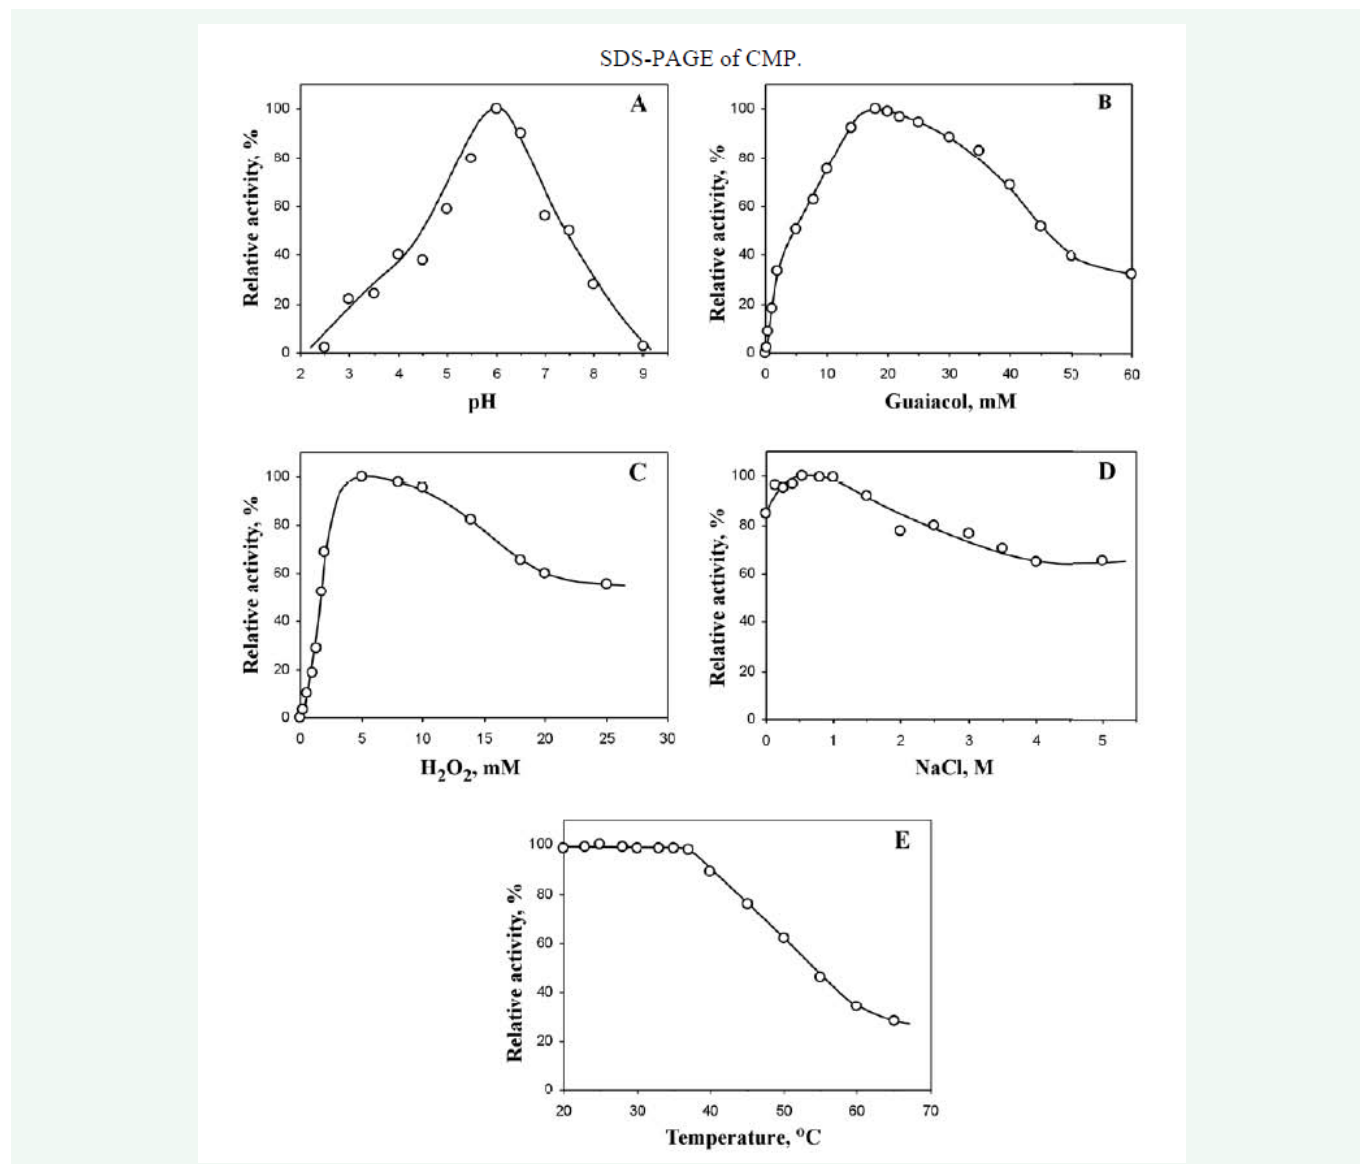 SDS-PAGE of CMP.
A
100
80
60
40
20
0
Relative activity, %
2 3 4 5 6 7 8 9
pH
B
100
80
60
40
20
0
Relative activity, %
0 10 20 30 40 50 60
Guaiacol, mM
C
100
80
60
40
20
0
Relative activity, %
0 5 10 15 20 25 30
H₂O₂, mM
D
100
80
60
40
20
0
Relative activity, %
0 1 2 3 4 5
NaCl, M
E
100
80
60
40
20
0
Relative activity, %
20 30 40 50 60 70
Temperature, ºC